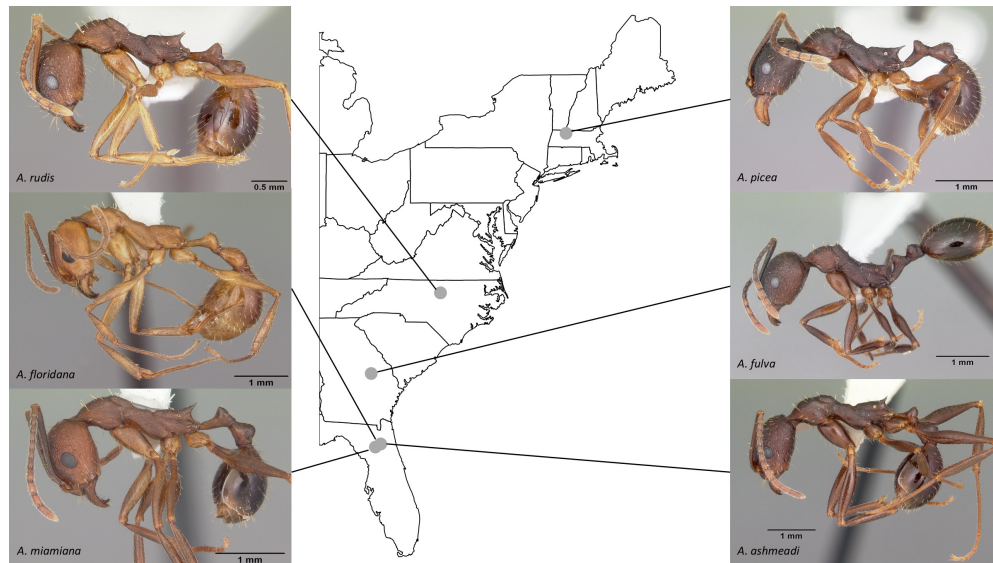 A. rudis
0.5 mm
A. floridana
1 mm
A. miamiana
1 mm
A. picea
1 mm
A. fulva
1 mm
A. ashmeadi
1 mm